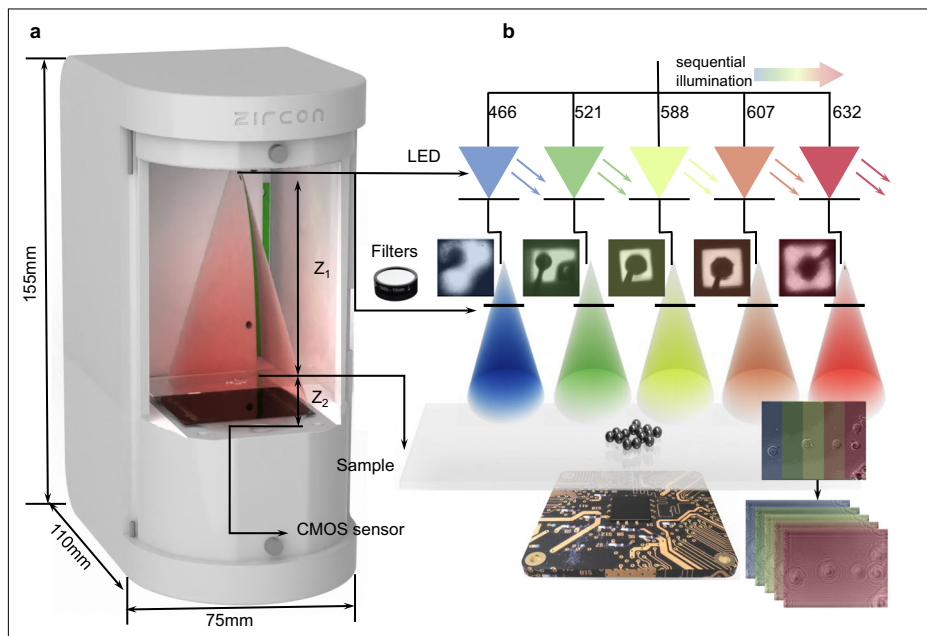 a
b
sequential
illumination
466
521
588
607
632
zircon
LED
Filters
Z1
155mm
Z2
Sample
CMOS sensor
110mm
75mm